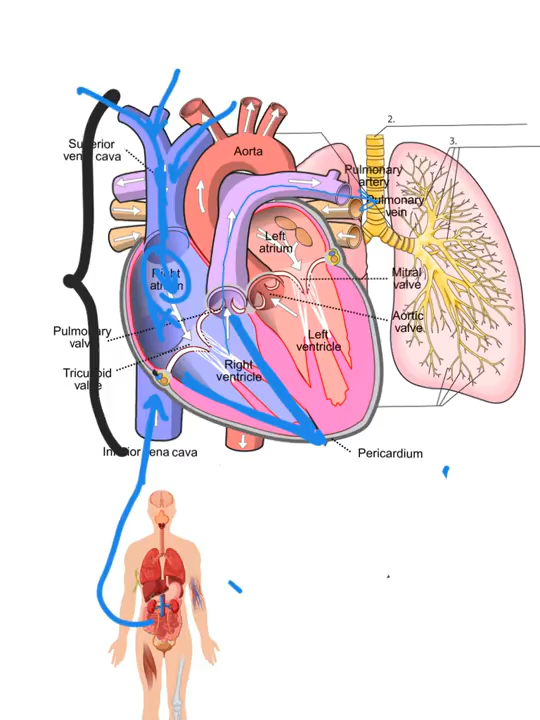 2.
3.
Superior
vena cava
Aorta
Pulmonary
artery
Pulmonary
vein
Left
atrium
Right
atrium
Mitral
valve
Aortic
valve
Pulmonary
valve
Left
ventricle
Tricuspid
valve
Right
ventricle
Inferior vena cava
Pericardium